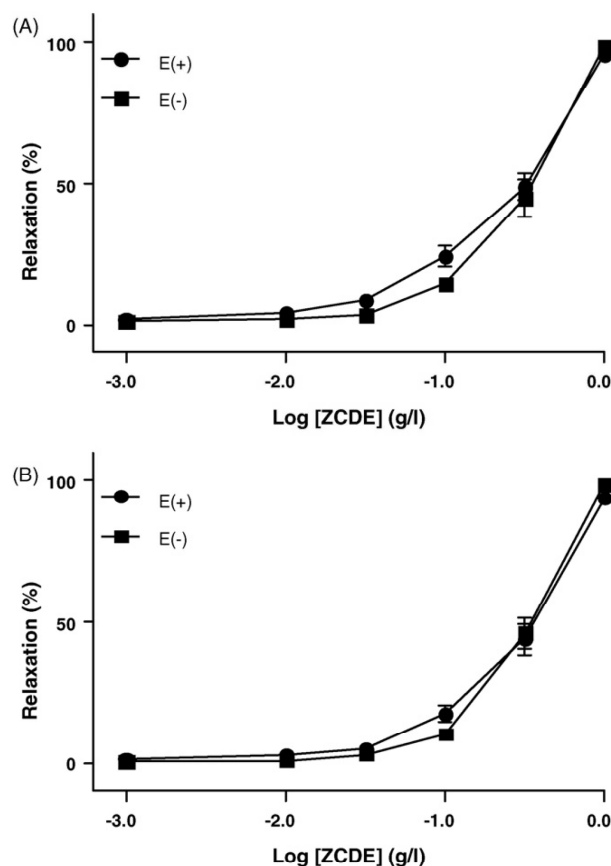 (A)
100
E(+)
E(-)
50
Relaxation (%)
0
-3.0 -2.0 -1.0 0.0
Log [ZCDE] (g/l)
(B)
100
E(+)
E(-)
50
Relaxation (%)
0
-3.0 -2.0 -1.0 0.0
Log [ZCDE] (g/l)